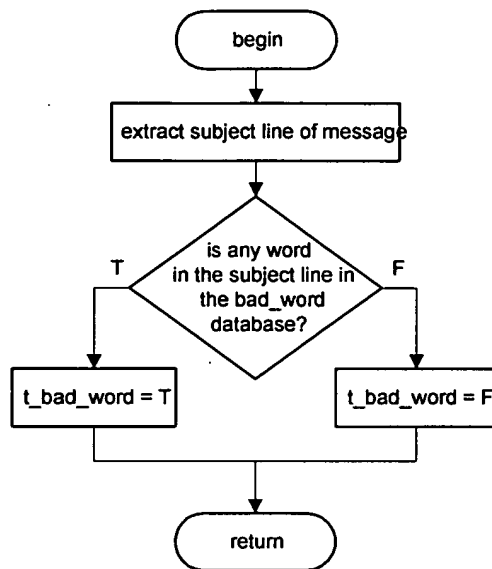 begin
extract subject line of message
is any word
in the subject line in
the bad_word
database?
T
F
t_bad_word = T
t_bad_word = F
return